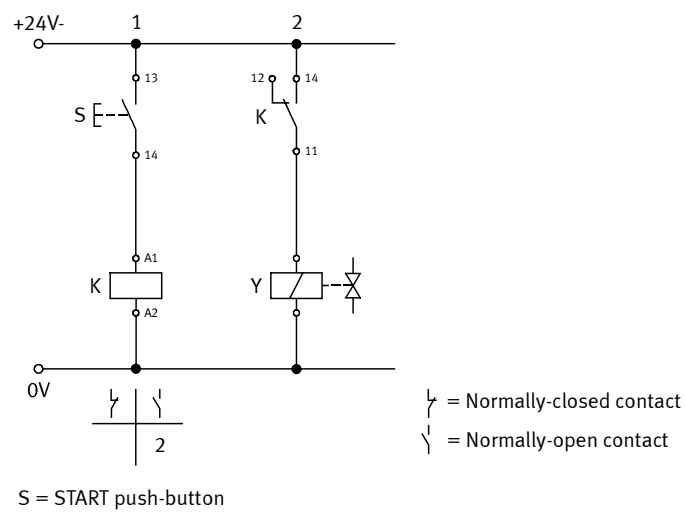 +24V-
1
2
13
12
14
S
K
14
11
A1
K
Y
A2
0V
= Normally-closed contact
= Normally-open contact
2
S = START push-button